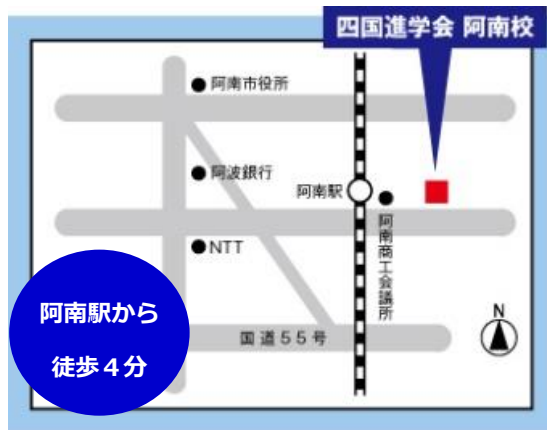 四国進学会 阿南校
阿南市役所
阿波銀行
阿南駅
阿南商工会議所
NTT
阿南駅から
徒歩４分
国道５５号
N